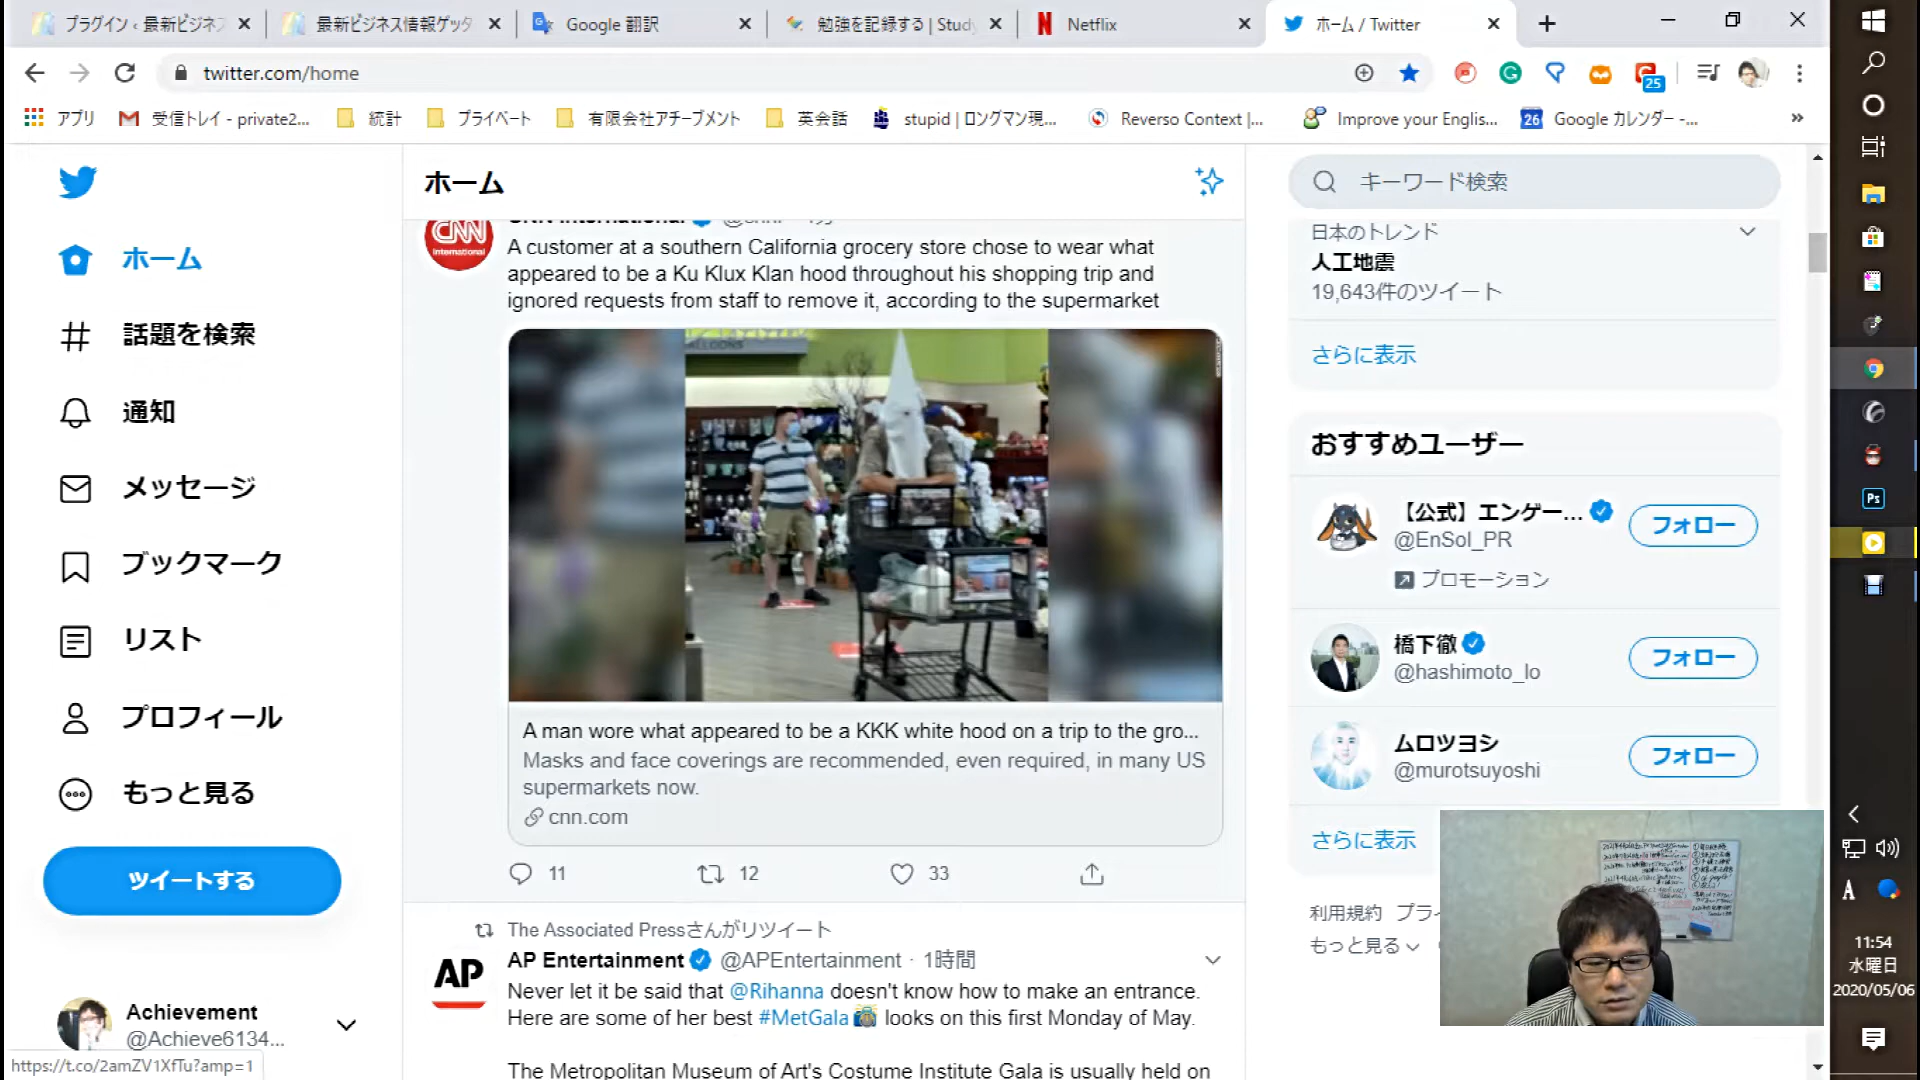 プラグイン ‹ 最新ビジネス
最新ビジネス情報ゲッタ
Google 翻訳
勉強を記録する | Study
Netflix
ホーム / Twitter
twitter.com/home
25
アプリ
受信トレイ - private2...
統計
プライベート
有限会社アチーブメント
英会話
stupid | ロングマン現...
Reverso Context |...
Improve your Englis...
26
Google カレンダー -...
»
ホーム
話題を検索
通知
メッセージ
ブックマーク
リスト
プロフィール
もっと見る
ツイートする
Achievement
@Achieve6134...
https://t.co/2amZV1XfTu?amp=1
ホーム
CNN
International
A customer at a southern California grocery store chose to wear what
appeared to be a Ku Klux Klan hood throughout his shopping trip and
ignored requests from staff to remove it, according to the supermarket
A man wore what appeared to be a KKK white hood on a trip to the gro...
Masks and face coverings are recommended, even required, in many US
supermarkets now.
cnn.com
11
12
33
The Associated Pressさんがリツイート
AP
AP Entertainment @APEntertainment · 1時間
Never let it be said that @Rihanna doesn't know how to make an entrance.
Here are some of her best #MetGala looks on this first Monday of May.
The Metropolitan Museum of Art's Costume Institute Gala is usually held on
キーワード検索
日本のトレンド
人工地震
19,643件のツイート
さらに表示
おすすめユーザー
【公式】エンゲー...
@EnSol_PR
プロモーション
フォロー
橋下徹
@hashimoto_lo
フォロー
ムロツヨシ
@murotsuyoshi
フォロー
さらに表示
利用規約 プライ
もっと見る
Ps
A
11:54
水曜日
2020/05/06